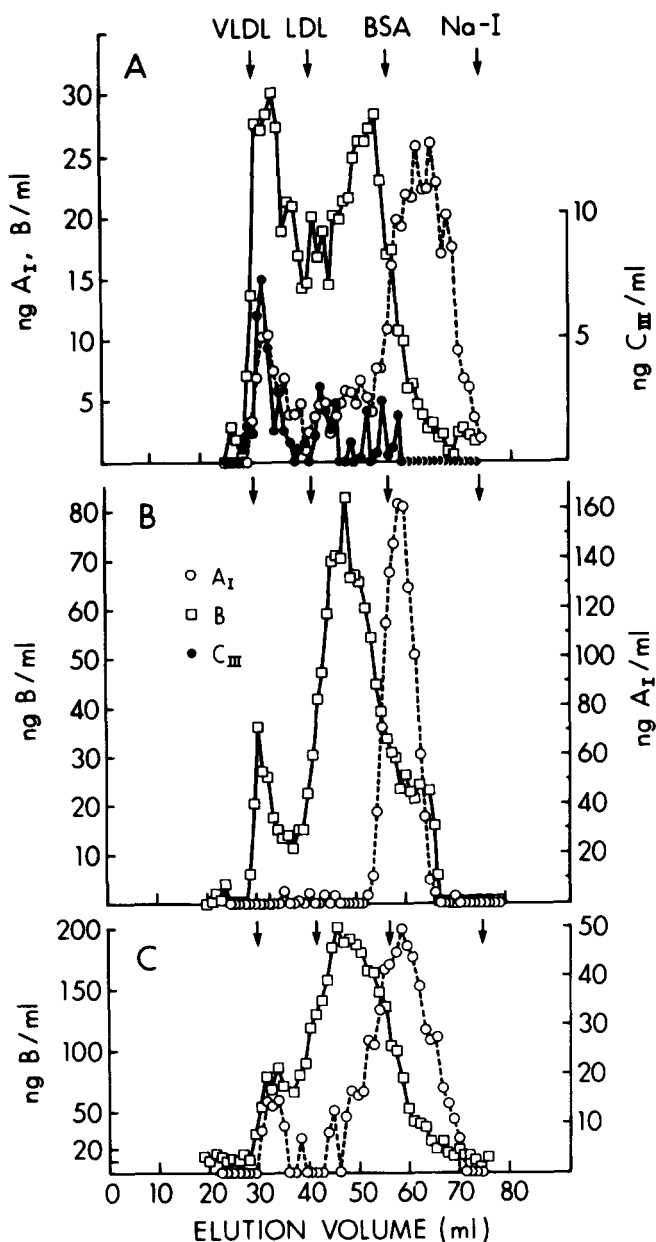 VLDL LDL BSA Na-I
A
30
25
20
15
10
5
ng A_I, B/ml
10
5
ng C_III/ml
B
80
70
60
50
40
30
20
10
ng B/ml
○ A_I
□ B
● C_III
160
140
120
100
80
60
40
20
ng A_I/ml
C
200
150
100
50
20
ng B/ml
50
40
30
20
10
0 10 20 30 40 50 60 70 80
ELUTION VOLUME (ml)